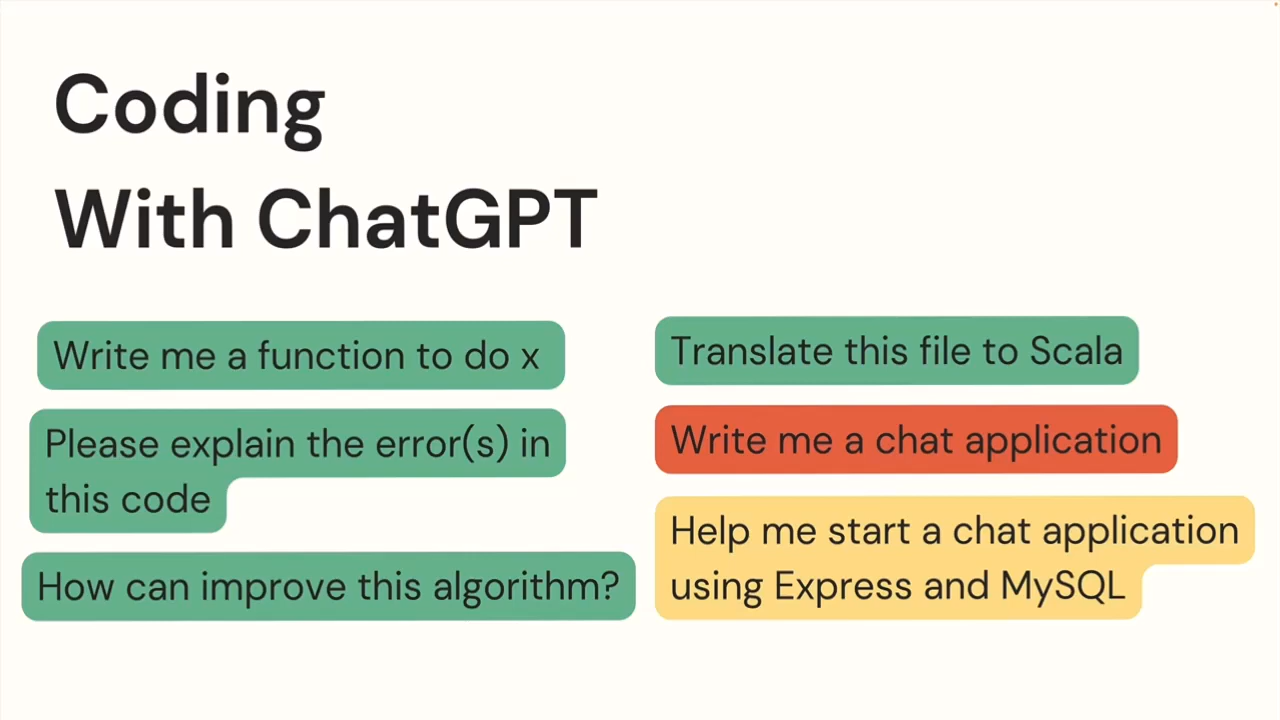 Coding
With ChatGPT
Write me a function to do x
Please explain the error(s) in
this code
How can improve this algorithm?
Translate this file to Scala
Write me a chat application
Help me start a chat application
using Express and MySQL